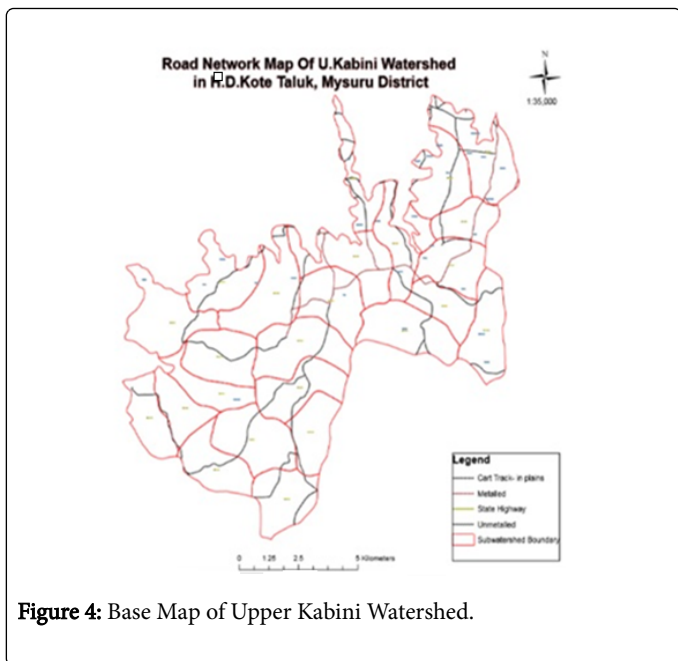 Road Network Map Of U.Kabini Watershed
in H.D.Kote Taluk, Mysuru District
N
1:35,000
Legend
Cart Track- in plains
Metalled
State Highway
Unmetalled
Subwatershed Boundary
0 1.25 2.5 5 Kilometers
Figure 4: Base Map of Upper Kabini Watershed.